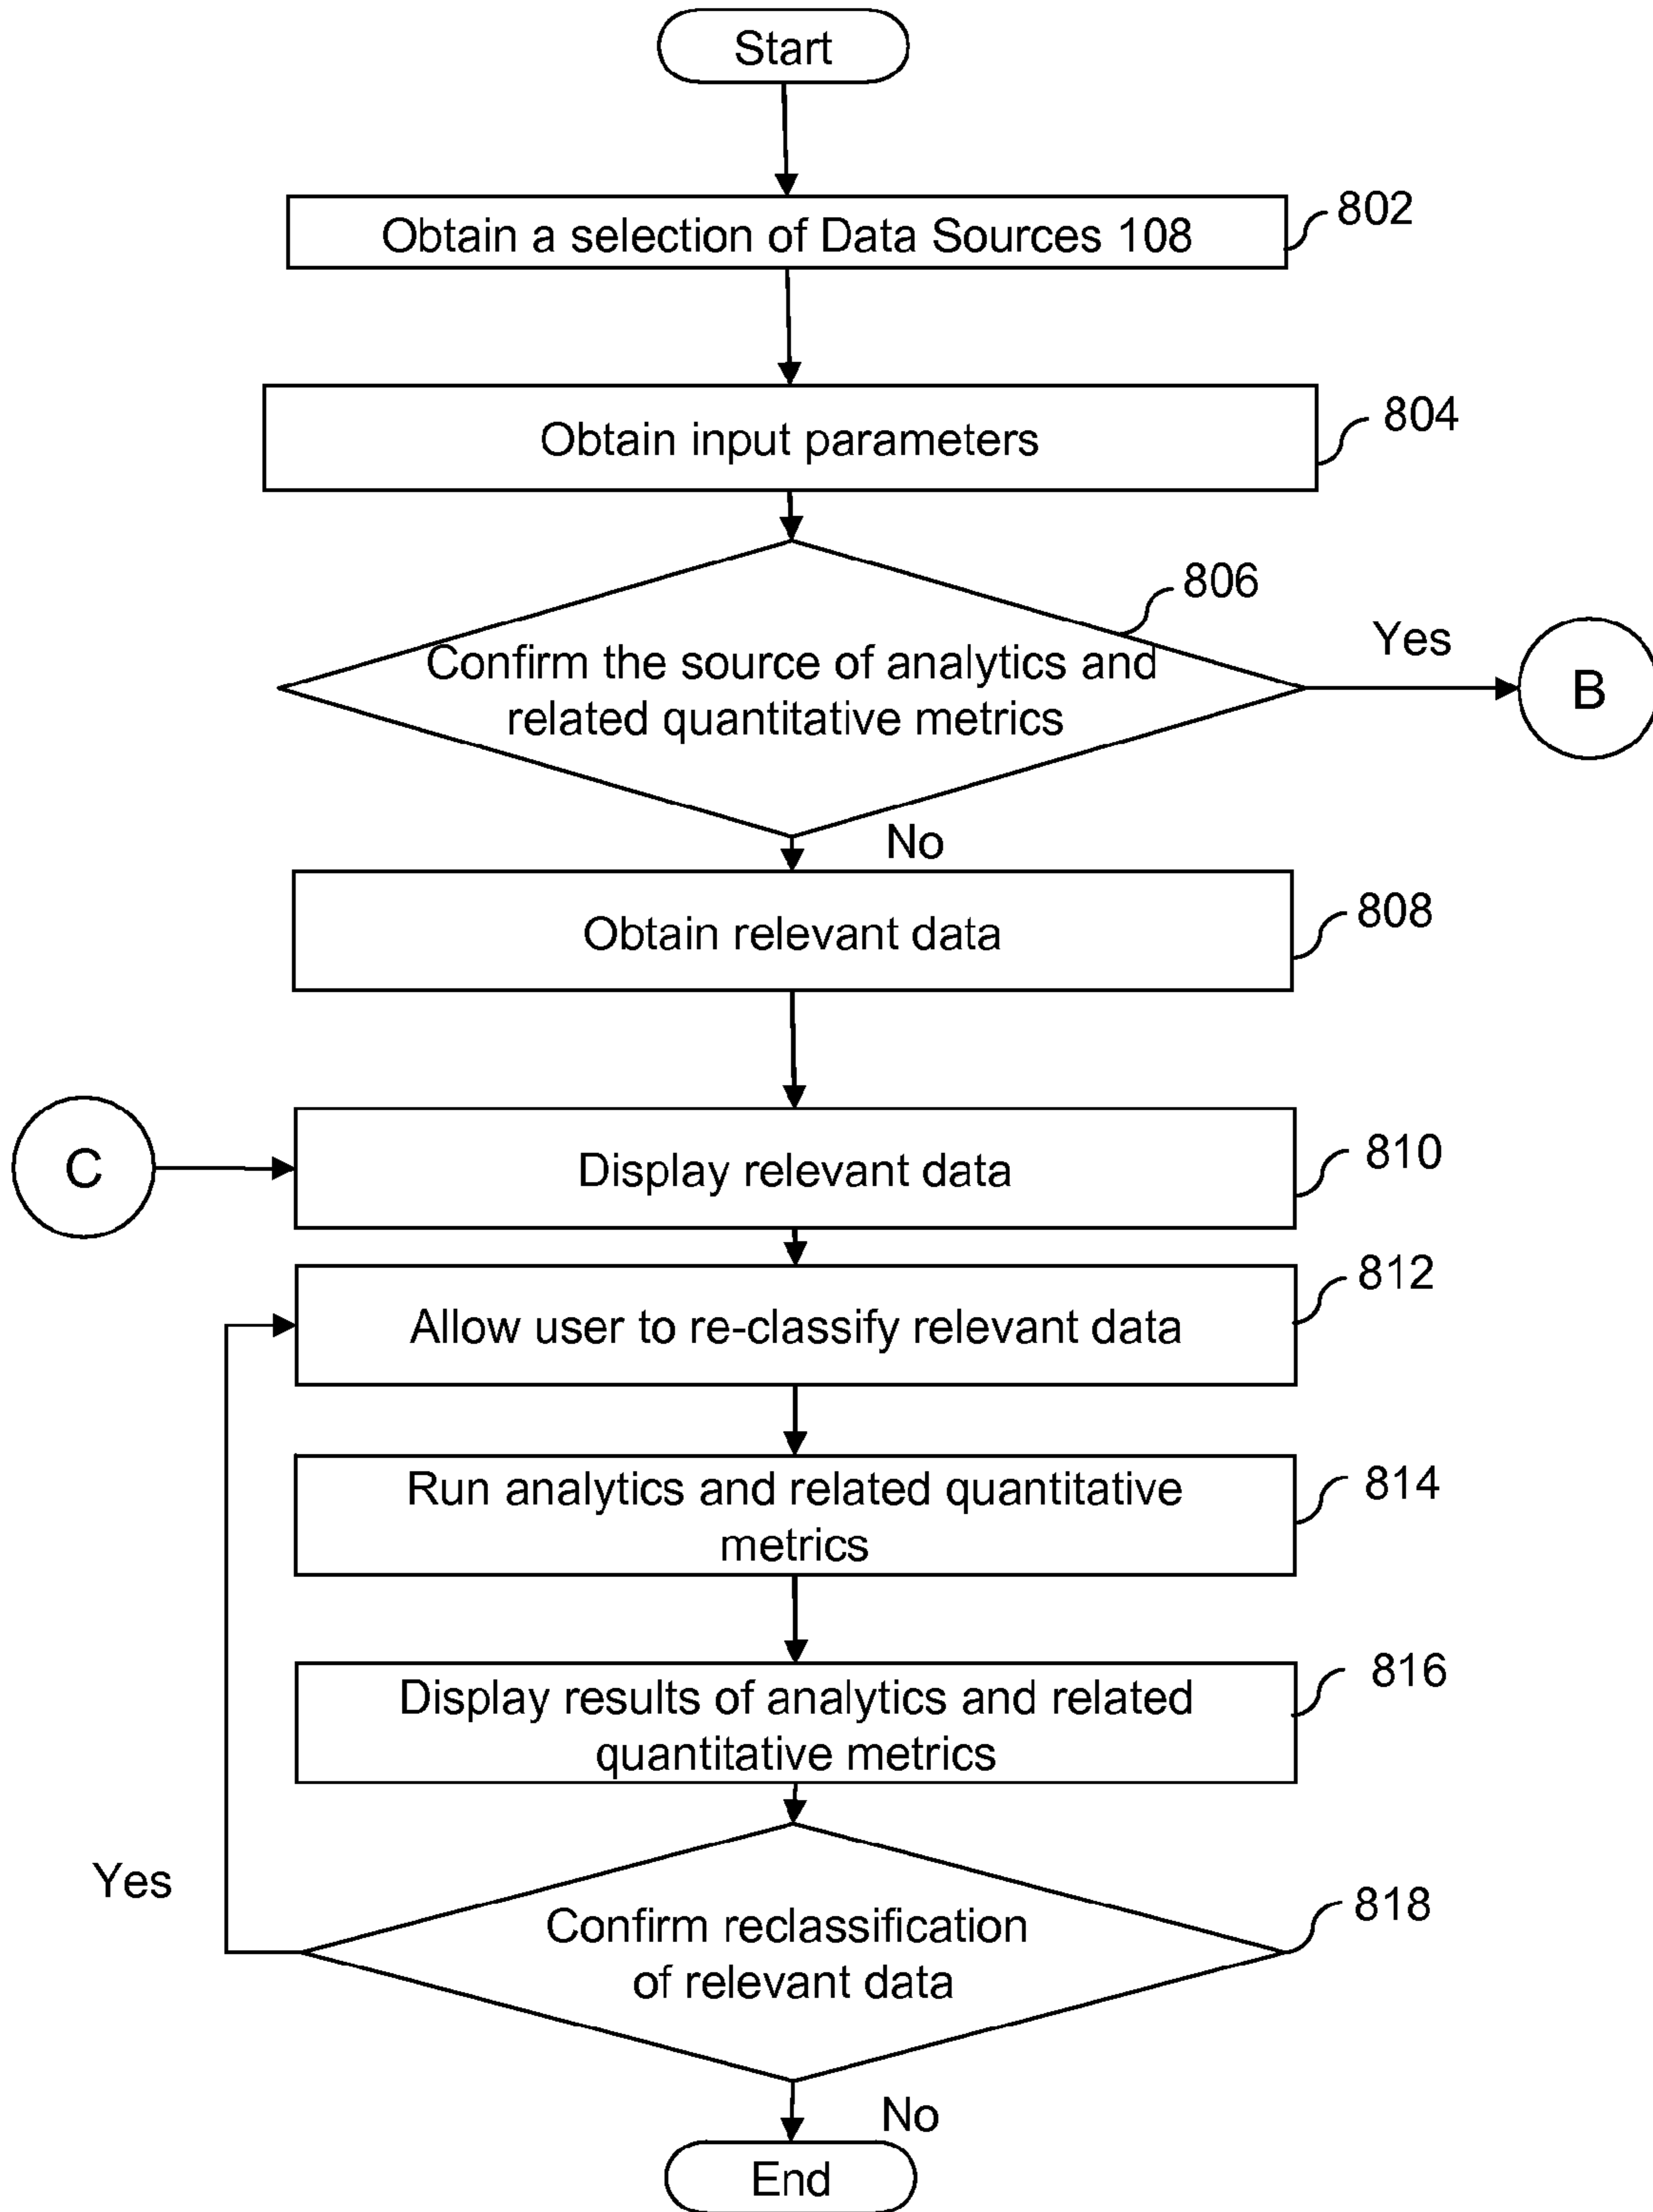 Start
Obtain a selection of Data Sources 108
802
Obtain input parameters
804
806
Confirm the source of analytics and
related quantitative metrics
Yes
B
No
Obtain relevant data
808
C
Display relevant data
810
Allow user to re-classify relevant data
812
Run analytics and related quantitative
metrics
814
Display results of analytics and related
quantitative metrics
816
Yes
Confirm reclassification
of relevant data
818
No
End